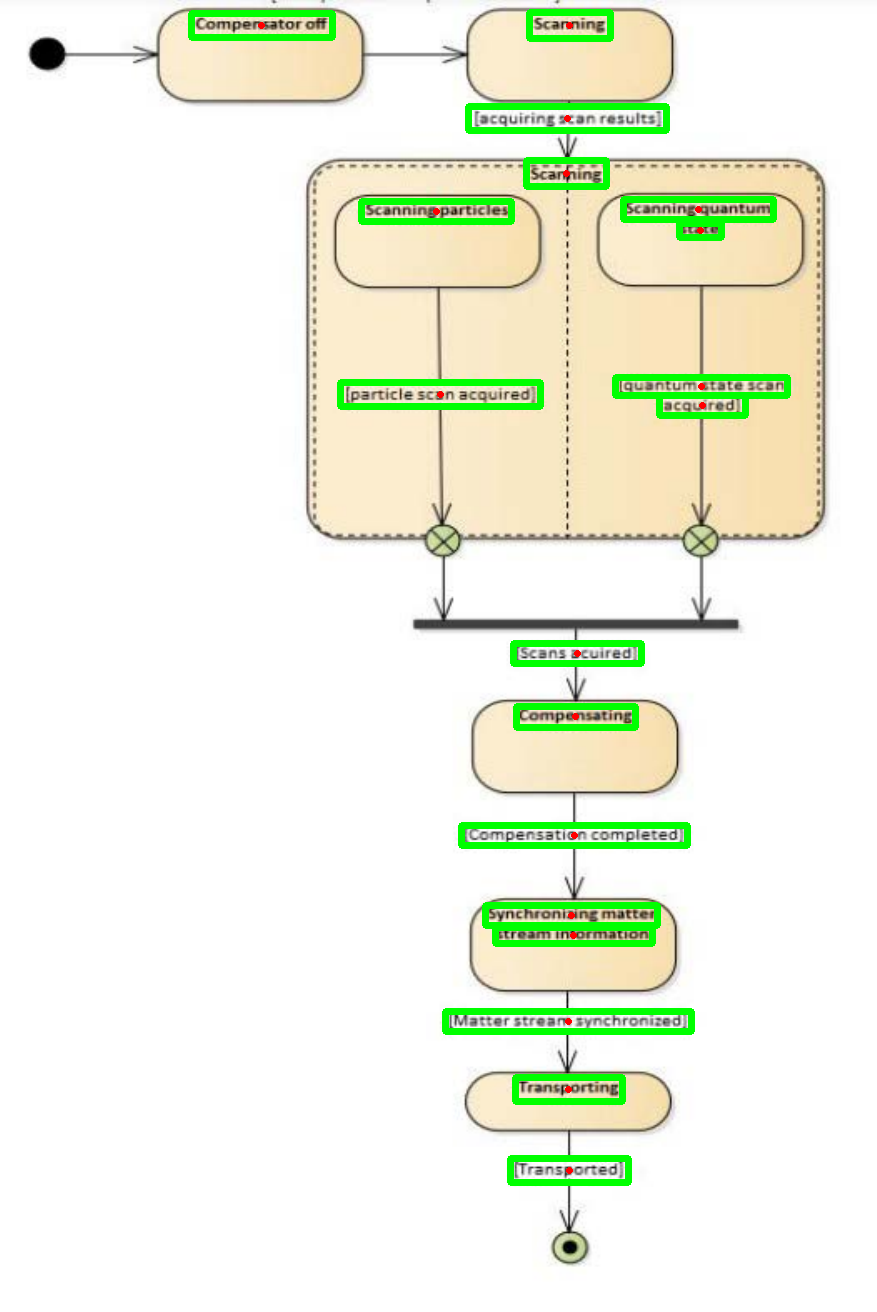 Compensator off
Scanning
[acquiring scan results]
Scanning
Scanning particles
Scanning quantum
state
[particle scan acquired]
[quantum state scan
acquired]
[Scans acuired]
Compensating
[Compensation completed]
Synchronizing matter
stream information
[Matter stream synchronized]
Transporting
[Transported]